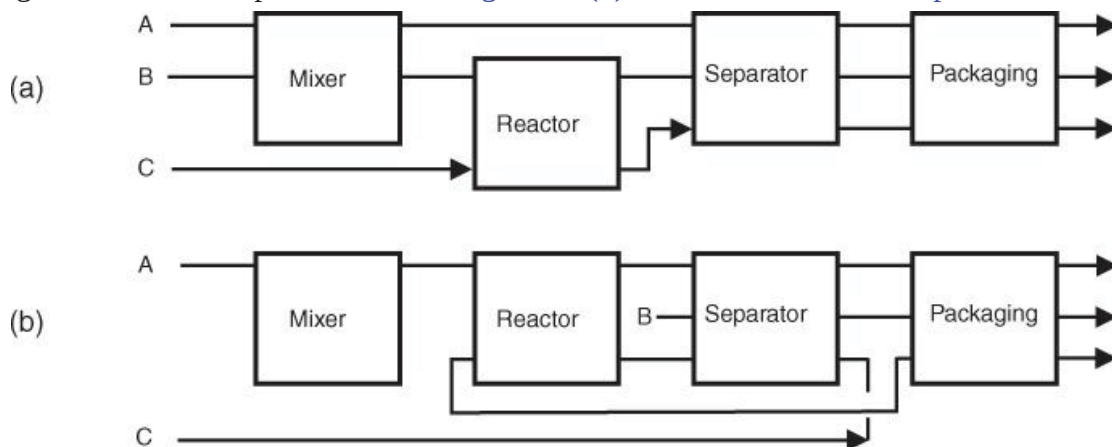 A
(a)
B
Mixer
Reactor
Separator
Packaging
C
A
(b)
Mixer
Reactor
B
Separator
Packaging
C